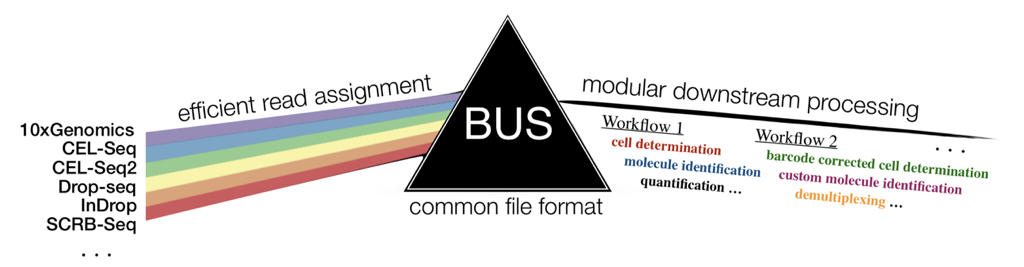 efficient read assignment
10xGenomics
CEL-Seq
CEL-Seq2
Drop-seq
InDrop
SCRB-Seq
. . .
BUS
common file format
modular downstream processing
Workflow 1
cell determination
molecule identification
quantification ...
Workflow 2
barcode corrected cell determination
custom molecule identification
demultiplexing ...
. . .